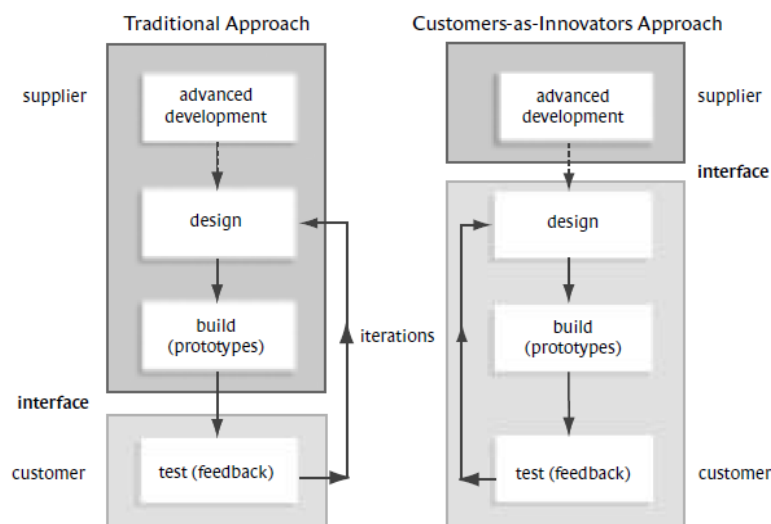 Traditional Approach
Customers-as-Innovators Approach
supplier
advanced
development
design
build
(prototypes)
iterations
interface
customer
test (feedback)
advanced
development
supplier
interface
design
build
(prototypes)
test (feedback)
customer